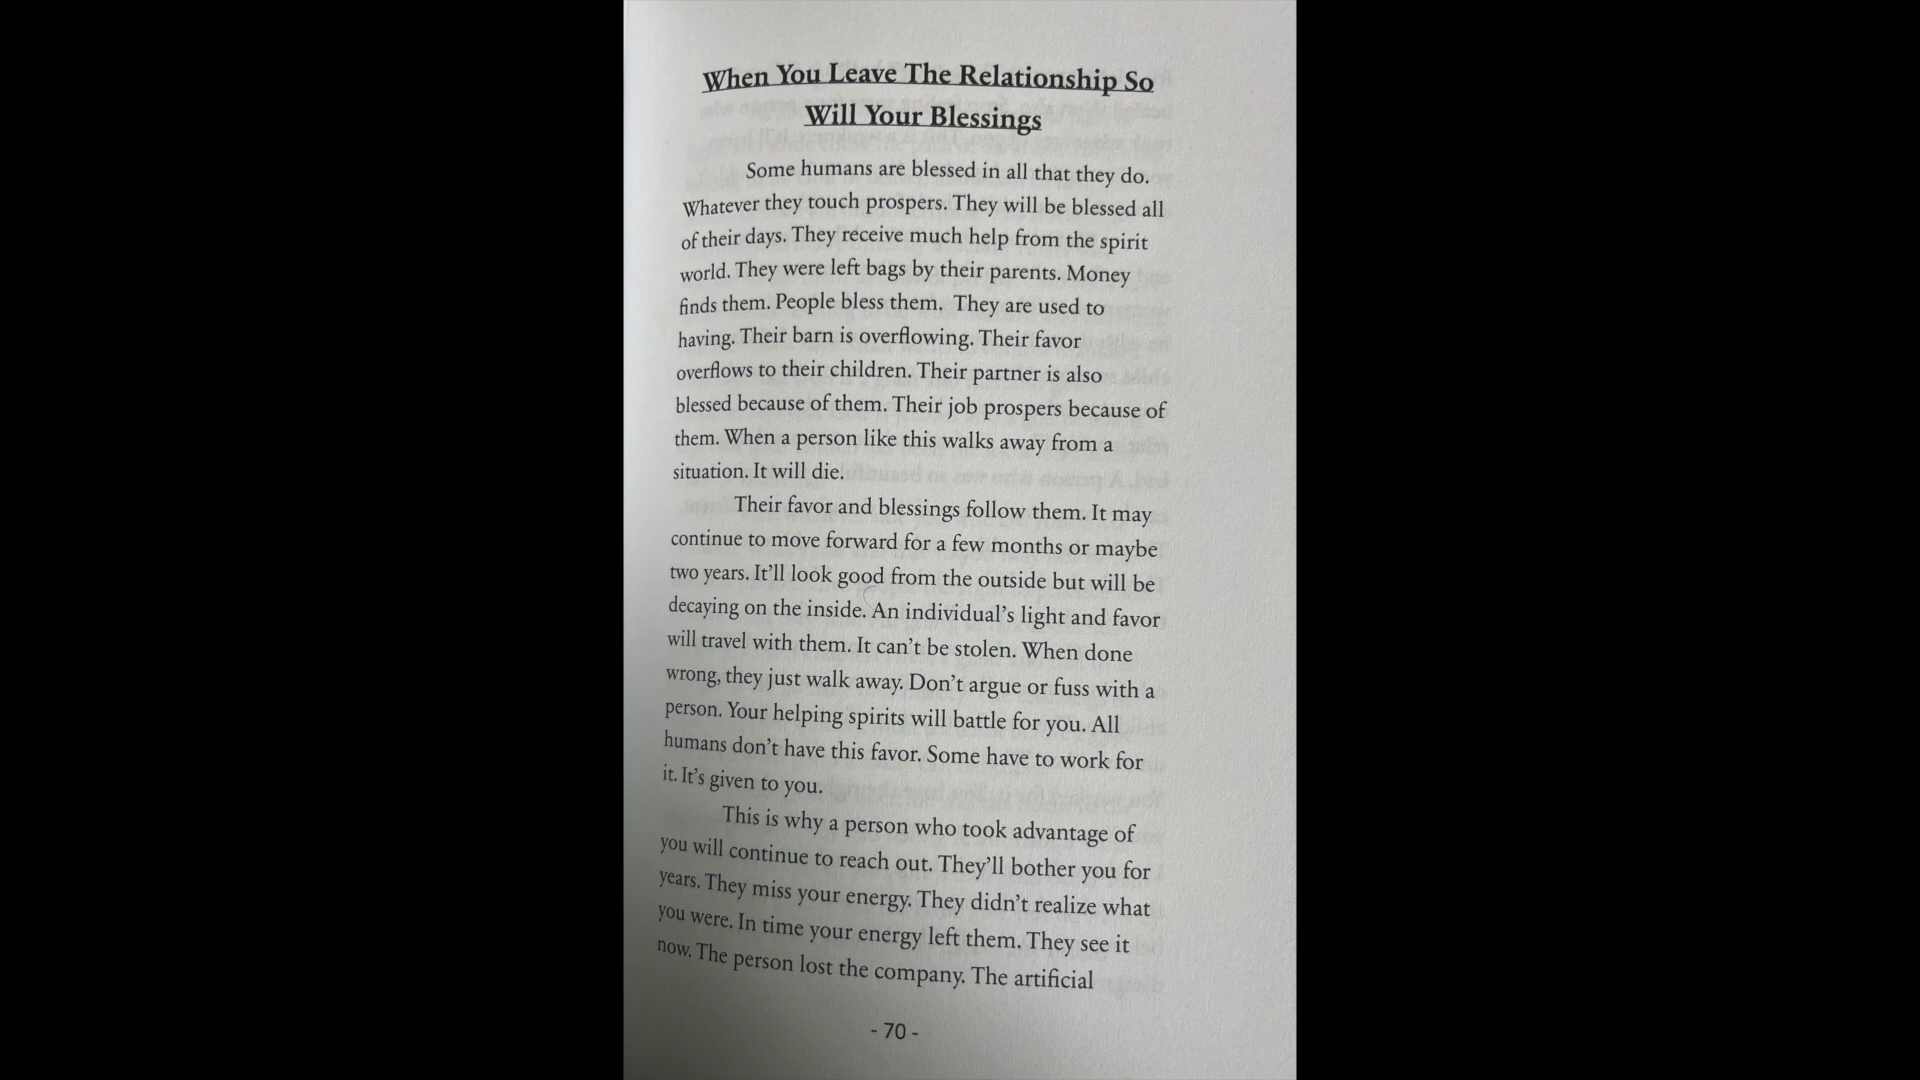 When You Leave The Relationship So
Will Your Blessings
Some humans are blessed in all that they do.
Whatever they touch prospers. They will be blessed all
of their days. They receive much help from the spirit
world. They were left bags by their parents. Money
finds them. People bless them.  They are used to
having. Their barn is overflowing. Their favor
overflows to their children. Their partner is also
blessed because of them. Their job prospers because of
them. When a person like this walks away from a
situation. It will die.
Their favor and blessings follow them. It may
continue to move forward for a few months or maybe
two years. It'll look good from the outside but will be
decaying on the inside. An individual's light and favor
will travel with them. It can't be stolen. When done
wrong, they just walk away. Don't argue or fuss with a
person. Your helping spirits will battle for you. All
humans don't have this favor. Some have to work for
it. It's given to you.
This is why a person who took advantage of
you will continue to reach out. They'll bother you for
years. They miss your energy. They didn't realize what
you were. In time your energy left them. They see it
now. The person lost the company. The artificial
- 70 -